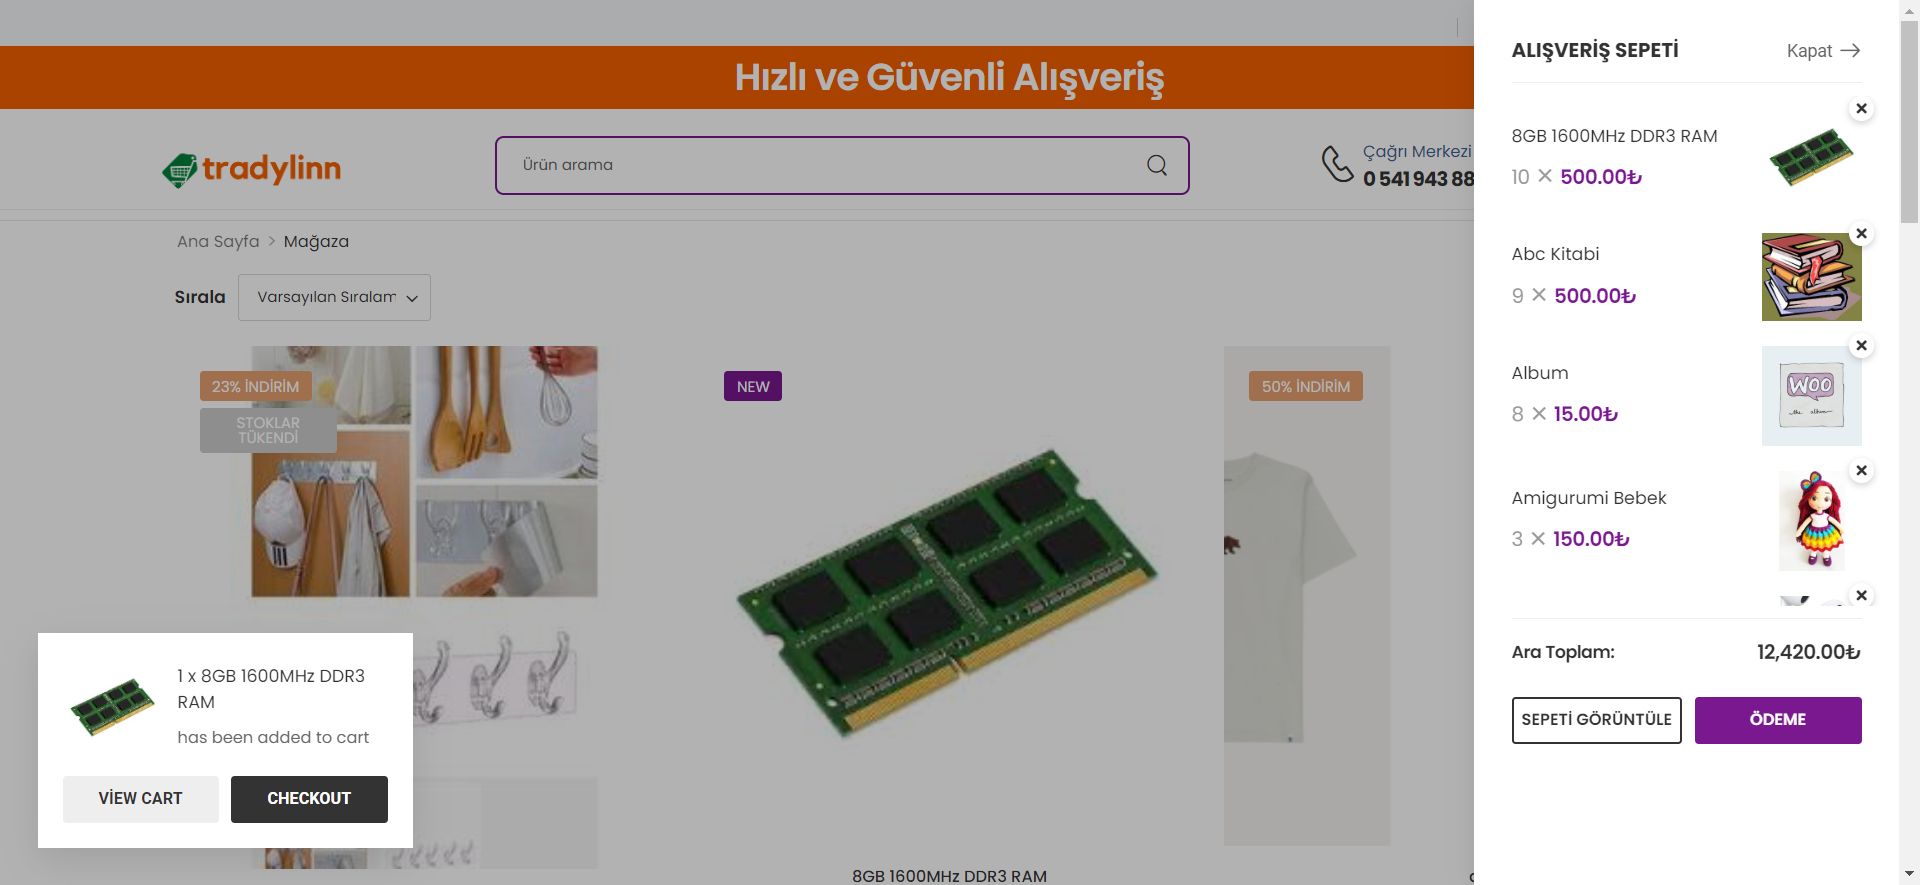 Hızlı ve Güvenli Alışveriş
tradylinn
Ürün arama
Çağrı Merkezi
0 541 943 88
Ana Sayfa > Mağaza
Sırala
Varsayılan Sıralam
23% İNDİRİM
STOKLAR
TÜKENDİ
NEW
50% İNDİRİM
8GB 1600MHz DDR3 RAM
1 x 8GB 1600MHz DDR3
RAM
has been added to cart
VİEW CART
CHECKOUT
ALIŞVERİŞ SEPETİ
Kapat
8GB 1600MHz DDR3 RAM
10 × 500.00₺
Abc Kitabi
9 × 500.00₺
Album
8 × 15.00₺
WOO
the album
Amigurumi Bebek
3 × 150.00₺
Ara Toplam:
12,420.00₺
SEPETİ GÖRÜNTÜLE
ÖDEME